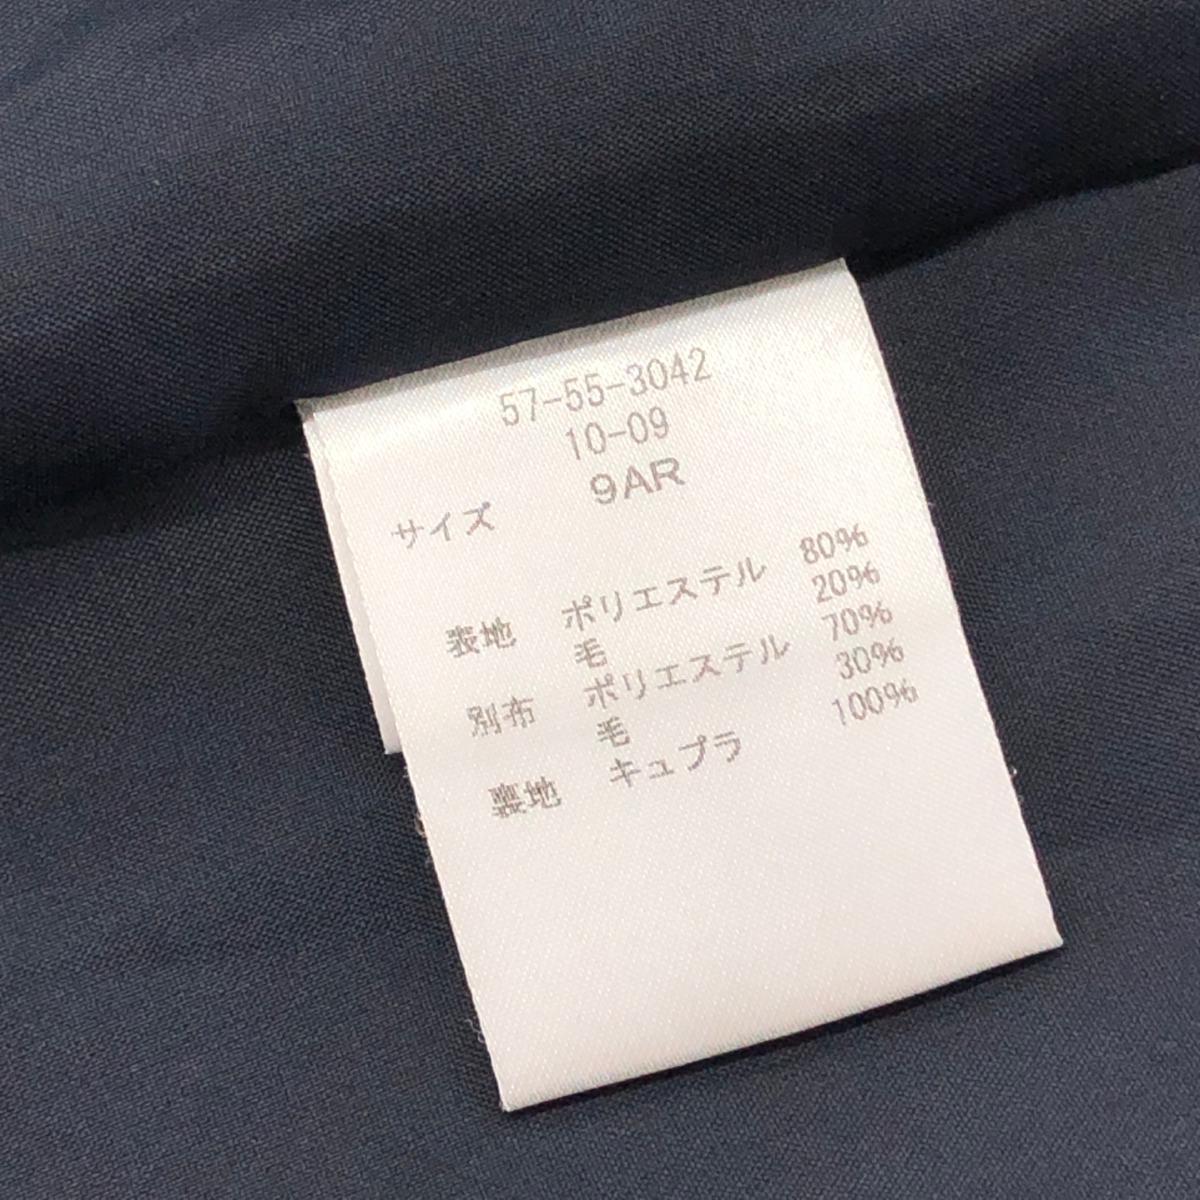 57-55-3042
10-09
サイズ 9AR
表地 ポリエステル 80%
毛 20%
別布 ポリエステル 70%
毛 30%
裏地 キュプラ 100%